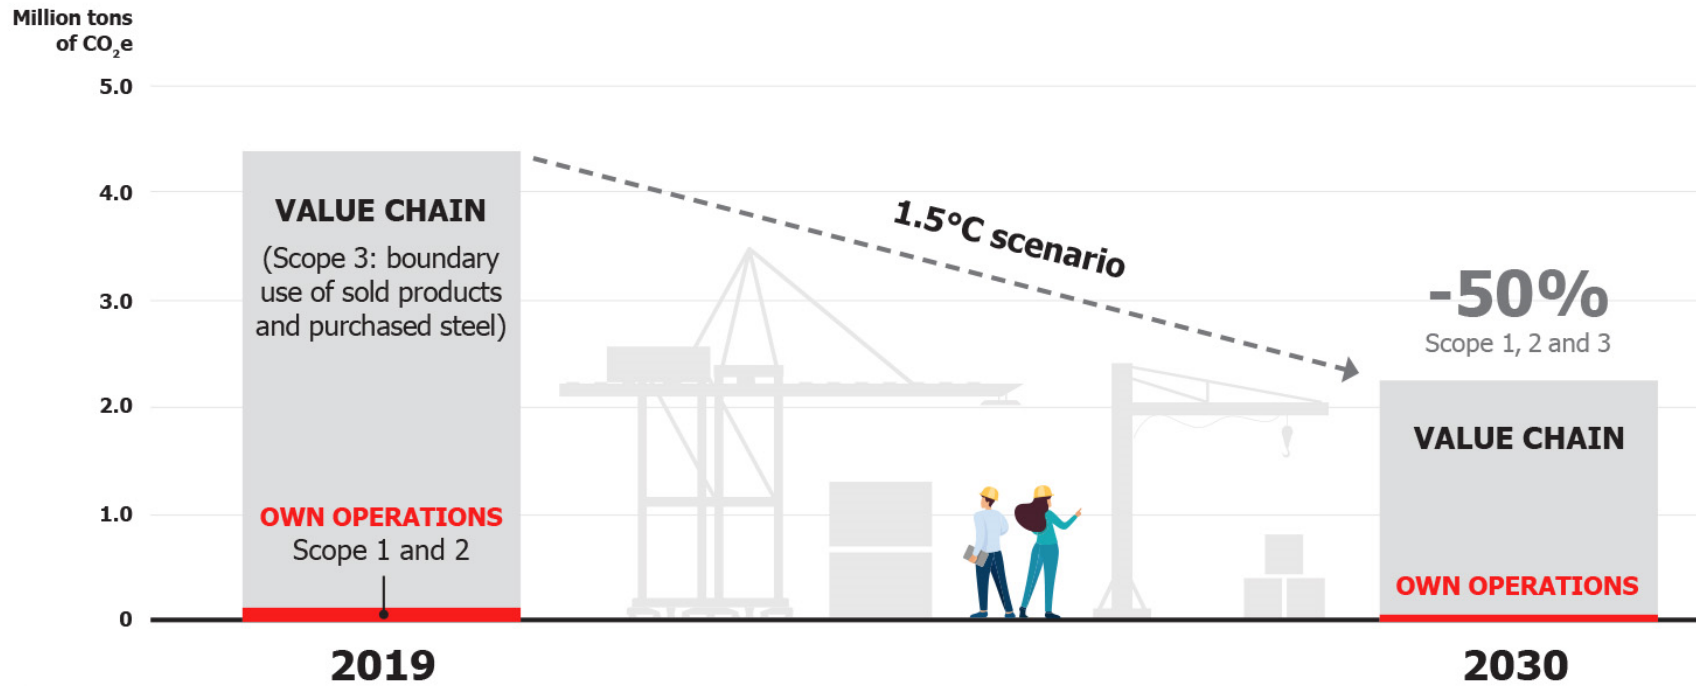 Million tons
of CO₂e
5.0
4.0
3.0
2.0
1.0
0
VALUE CHAIN
(Scope 3: boundary
use of sold products
and purchased steel)
OWN OPERATIONS
Scope 1 and 2
2019
1.5°C scenario
-50%
Scope 1, 2 and 3
VALUE CHAIN
OWN OPERATIONS
2030